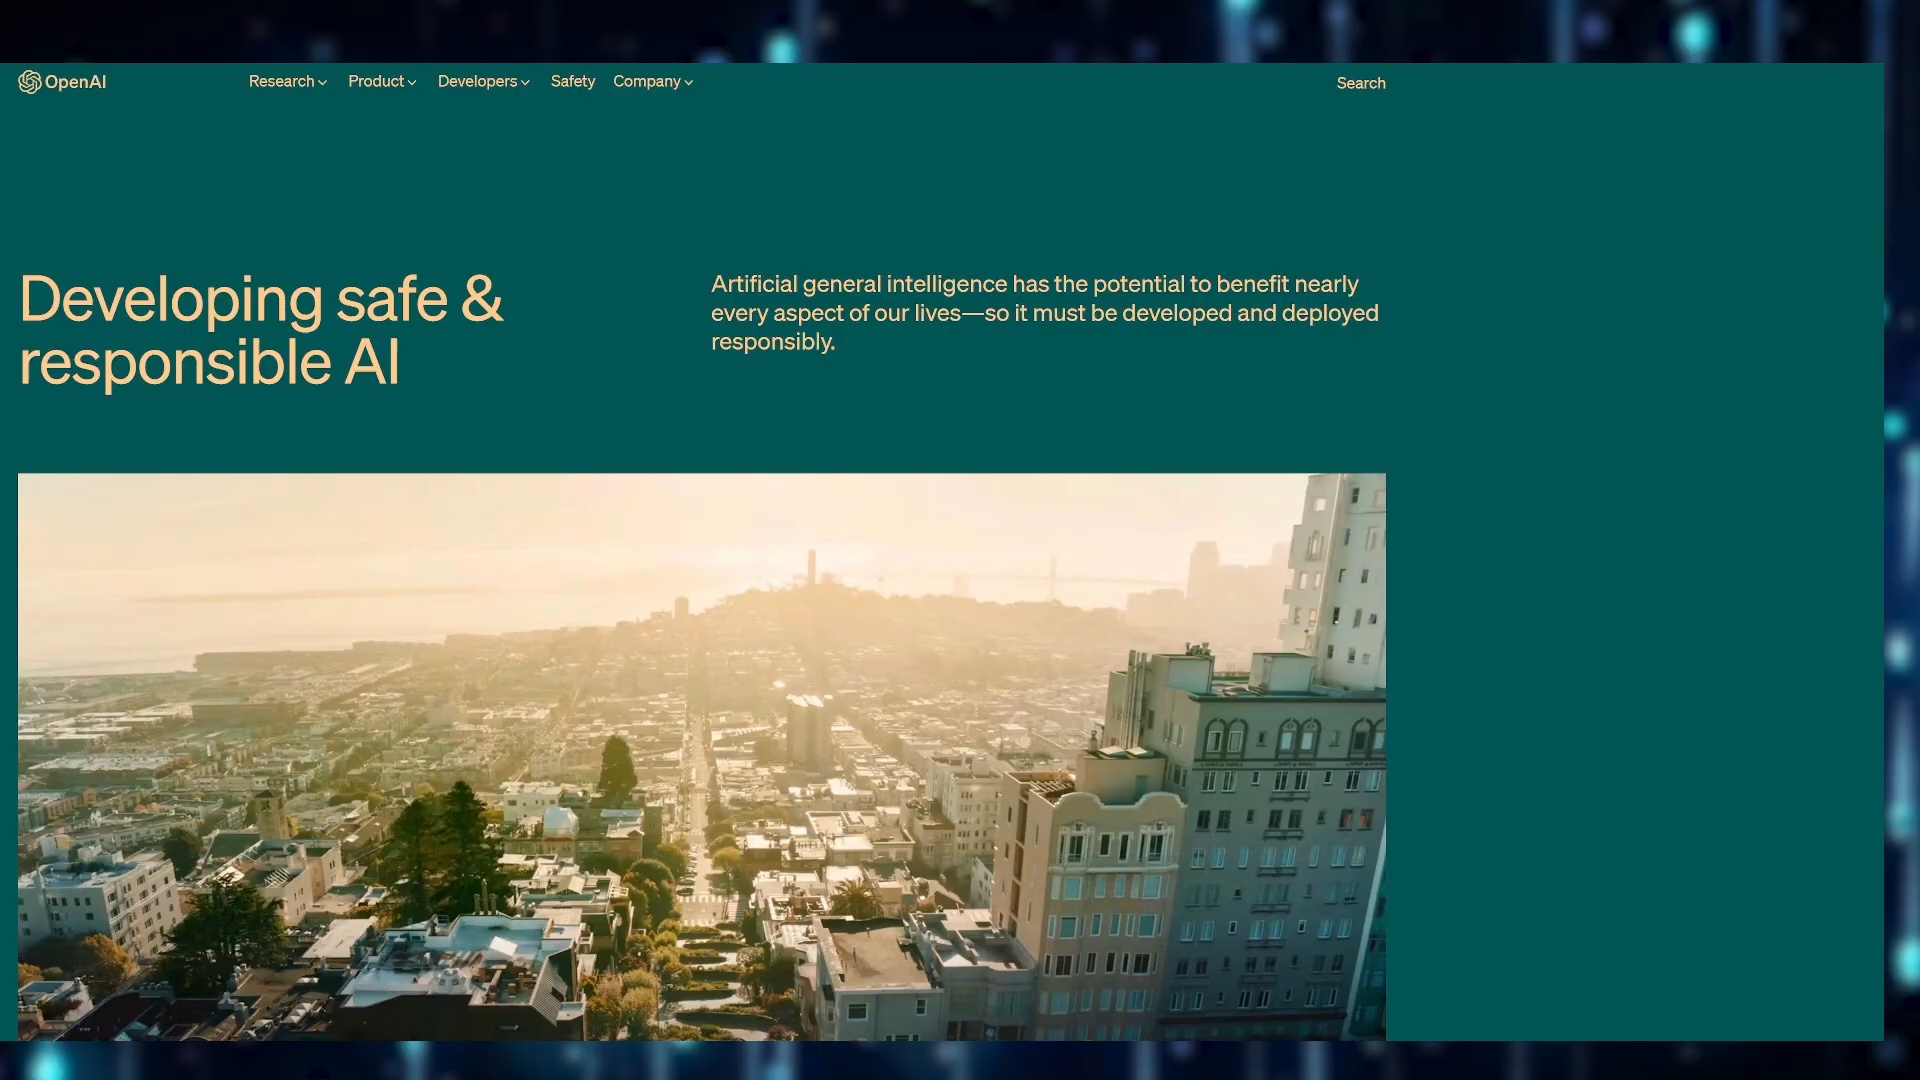 OpenAI
Research
Product
Developers
Safety
Company
Search
Developing safe &
responsible AI
Artificial general intelligence has the potential to benefit nearly
every aspect of our lives—so it must be developed and deployed
responsibly.